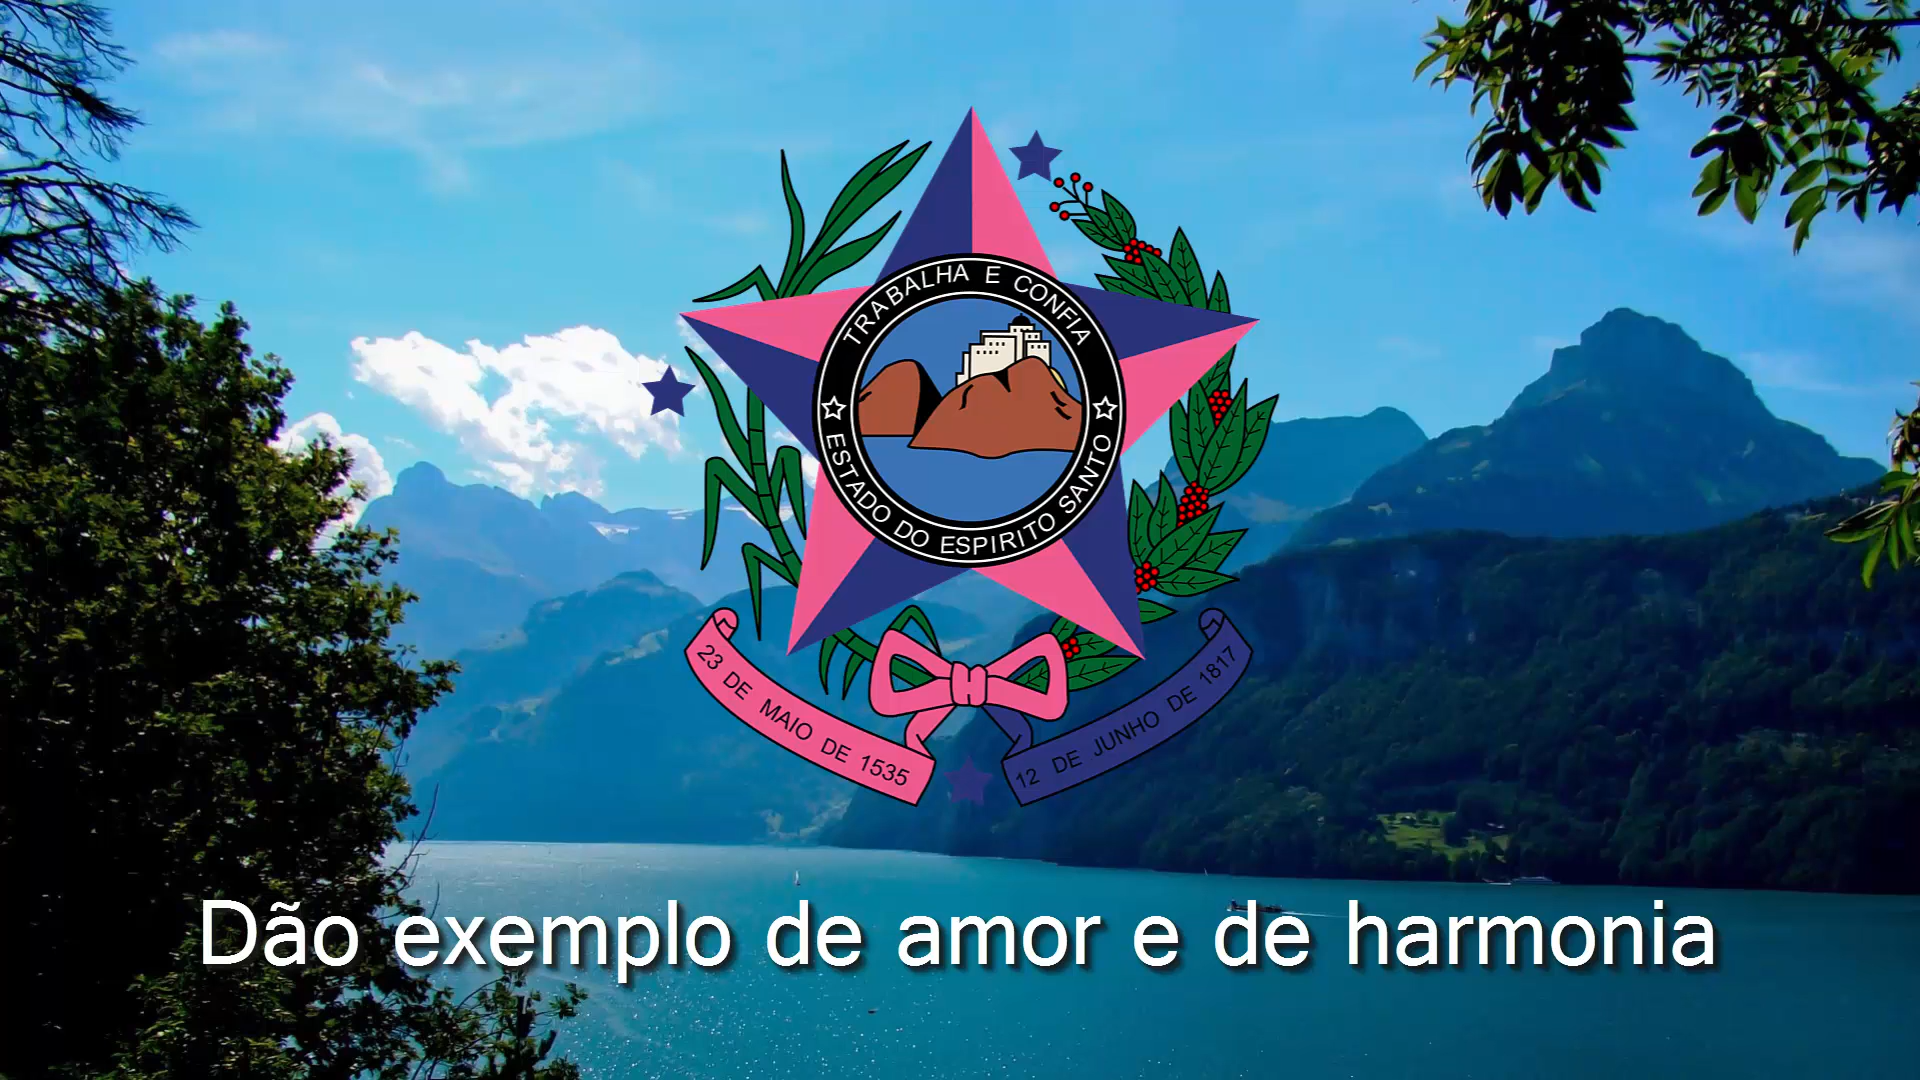 TRABALHA E CONFIA
ESTADO DO ESPIRITO SANTO
23 DE MAIO DE 1535
12 DE JUNHO DE 1817
Dão exemplo de amor e de harmonia